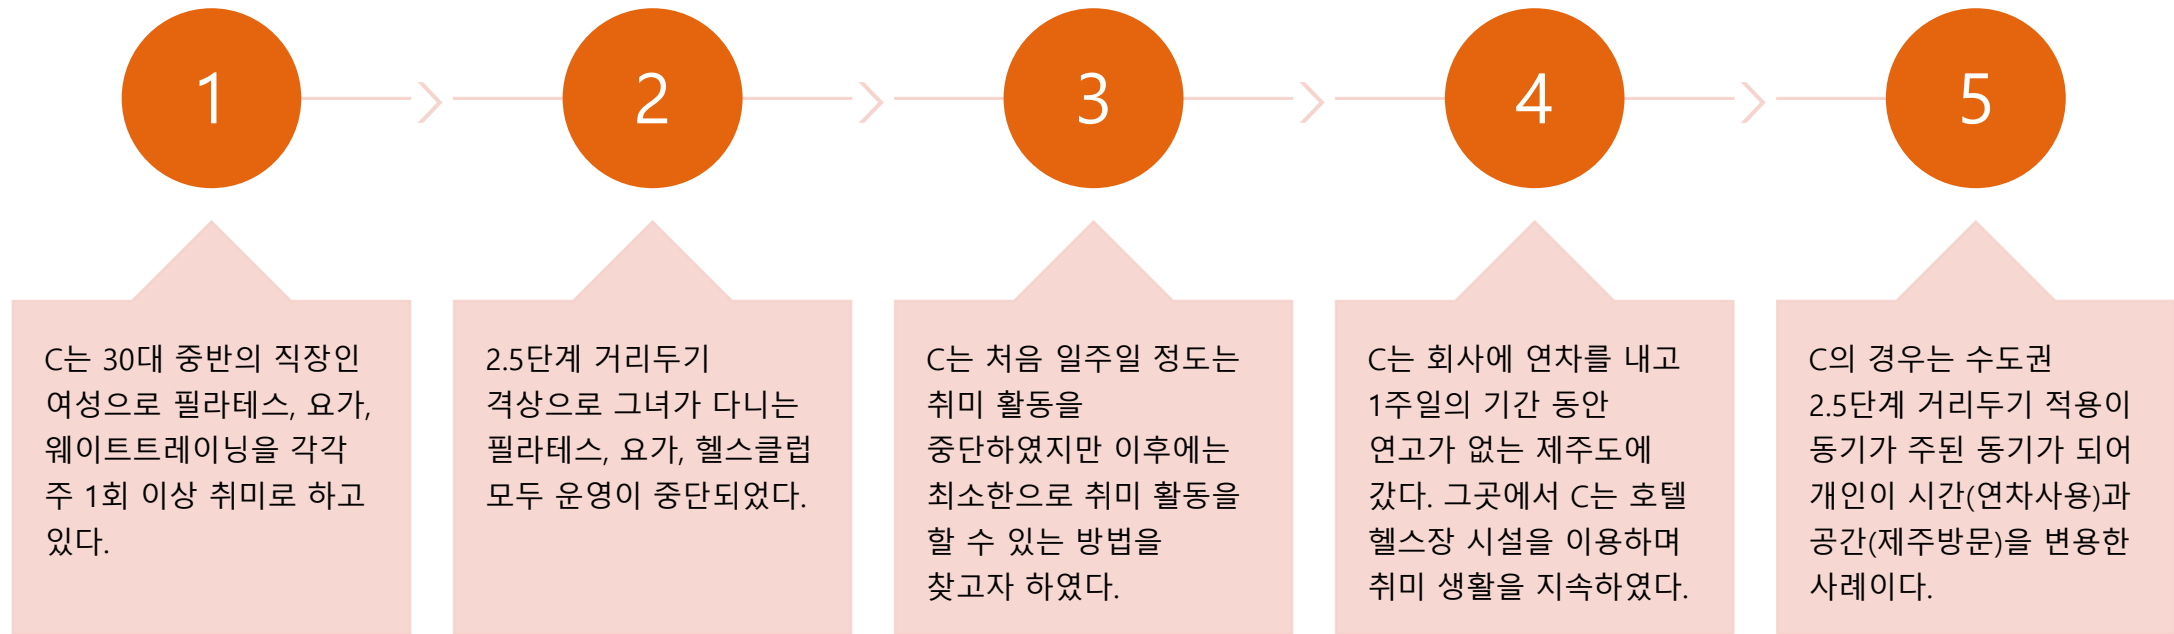 1
2
3
4
5
C는 30대 중반의 직장인
여성으로 필라테스, 요가,
웨이트트레이닝을 각각
주 1회 이상 취미로 하고
있다.
2.5단계 거리두기
격상으로 그녀가 다니는
필라테스, 요가, 헬스클럽
모두 운영이 중단되었다.
C는 처음 일주일 정도는
취미 활동을
중단하였지만 이후에는
최소한으로 취미 활동을
할 수 있는 방법을
찾고자 하였다.
C는 회사에 연차를 내고
1주일의 기간 동안
연고가 없는 제주도에
갔다. 그곳에서 C는 호텔
헬스장 시설을 이용하며
취미 생활을 지속하였다.
C의 경우는 수도권
2.5단계 거리두기 적용이
동기가 주된 동기가 되어
개인이 시간(연차사용)과
공간(제주방문)을 변용한
사례이다.